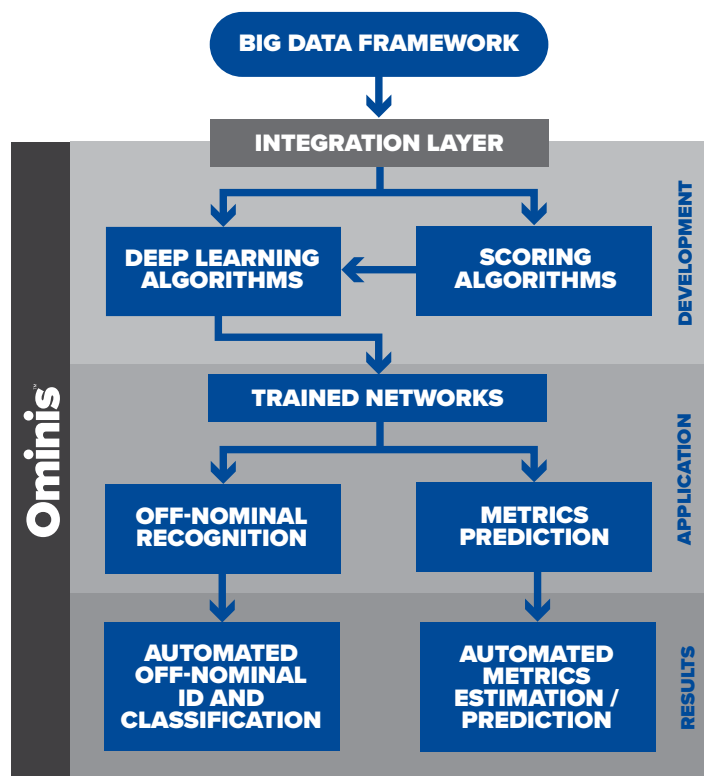 BIG DATA FRAMEWORK
INTEGRATION LAYER
DEEP LEARNING
ALGORITHMS
SCORING
ALGORITHMS
DEVELOPMENT
TRAINED NETWORKS
OFF-NOMINAL
RECOGNITION
METRICS
PREDICTION
APPLICATION
AUTOMATED
OFF-NOMINAL
ID AND
CLASSIFICATION
AUTOMATED
METRICS
ESTIMATION /
PREDICTION
RESULTS
Ominis™